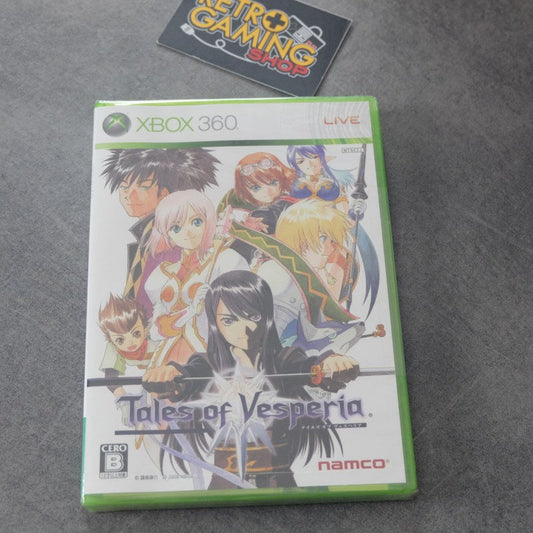 RETRO
GAMING
SHOP
XBOX 360
LIVE
NTSC-J
Tales of Vesperia
テイルズ オブ ヴェスペリア
CERO
B
namco